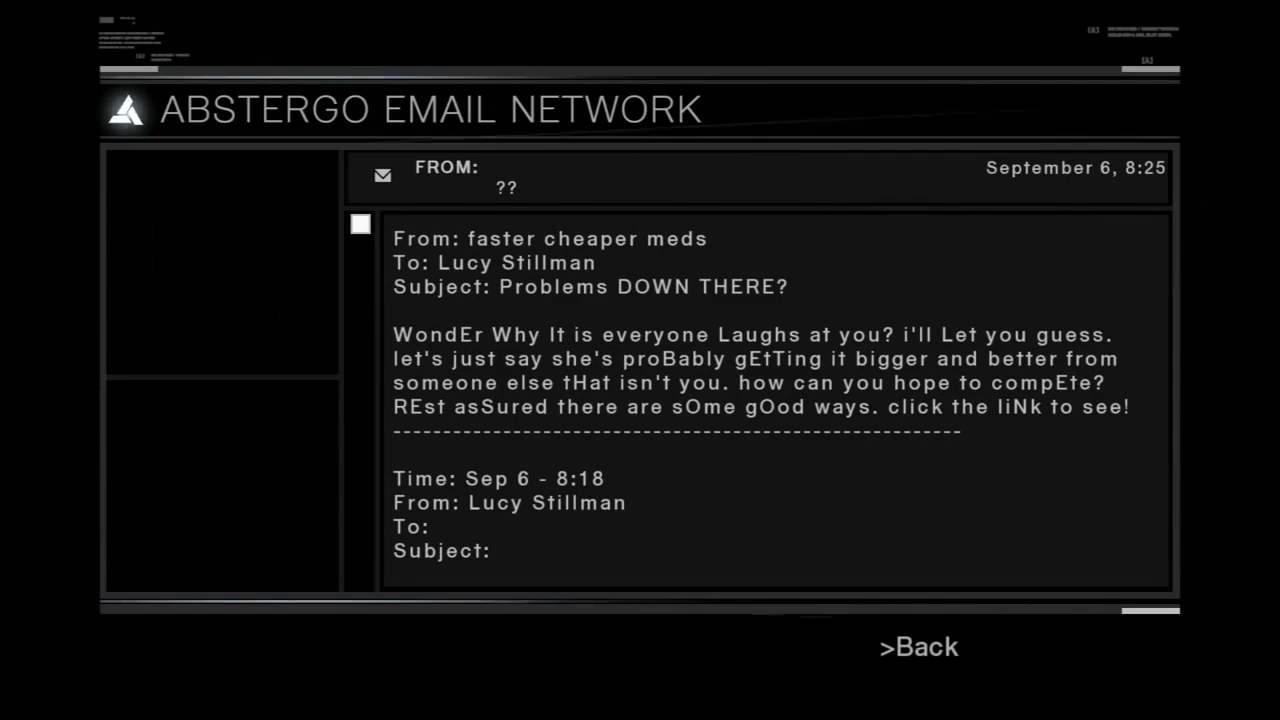 ABSTERGO EMAIL NETWORK
FROM:
??
September 6, 8:25
From: faster cheaper meds
To: Lucy Stillman
Subject: Problems DOWN THERE?
WondEr Why It is everyone Laughs at you? i'll Let you guess.
let's just say she's proBably gEtTing it bigger and better from
someone else tHat isn't you. how can you hope to compEte?
REst asSured there are sOme gOod ways. click the liNk to see!
---------------------------------------------------------
Time: Sep 6 - 8:18
From: Lucy Stillman
To:
Subject:
>Back